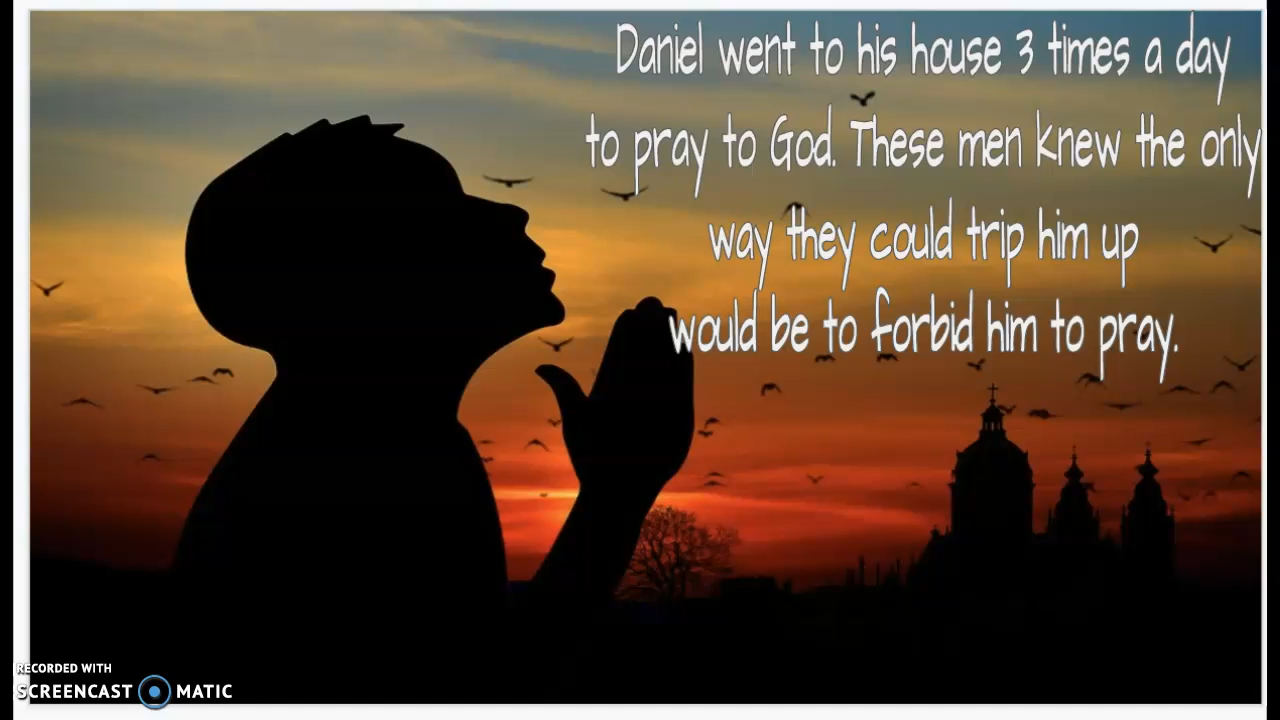 Daniel went to his house 3 times a day
to pray to God. These men knew the only
way they could trip him up
would be to forbid him to pray.
RECORDED WITH
SCREENCAST MATIC